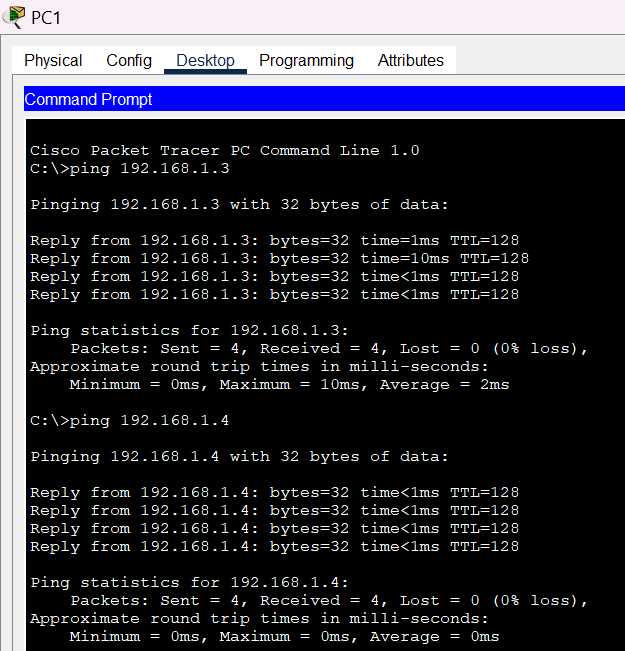 PC1
Physical Config Desktop Programming Attributes
Command Prompt
Cisco Packet Tracer PC Command Line 1.0
C:\>ping 192.168.1.3
Pinging 192.168.1.3 with 32 bytes of data:
Reply from 192.168.1.3: bytes=32 time=1ms TTL=128
Reply from 192.168.1.3: bytes=32 time=10ms TTL=128
Reply from 192.168.1.3: bytes=32 time<1ms TTL=128
Reply from 192.168.1.3: bytes=32 time<1ms TTL=128
Ping statistics for 192.168.1.3:
Packets: Sent = 4, Received = 4, Lost = 0 (0% loss),
Approximate round trip times in milli-seconds:
Minimum = 0ms, Maximum = 10ms, Average = 2ms
C:\>ping 192.168.1.4
Pinging 192.168.1.4 with 32 bytes of data:
Reply from 192.168.1.4: bytes=32 time<1ms TTL=128
Reply from 192.168.1.4: bytes=32 time<1ms TTL=128
Reply from 192.168.1.4: bytes=32 time<1ms TTL=128
Reply from 192.168.1.4: bytes=32 time<1ms TTL=128
Ping statistics for 192.168.1.4:
Packets: Sent = 4, Received = 4, Lost = 0 (0% loss),
Approximate round trip times in milli-seconds:
Minimum = 0ms, Maximum = 0ms, Average = 0ms